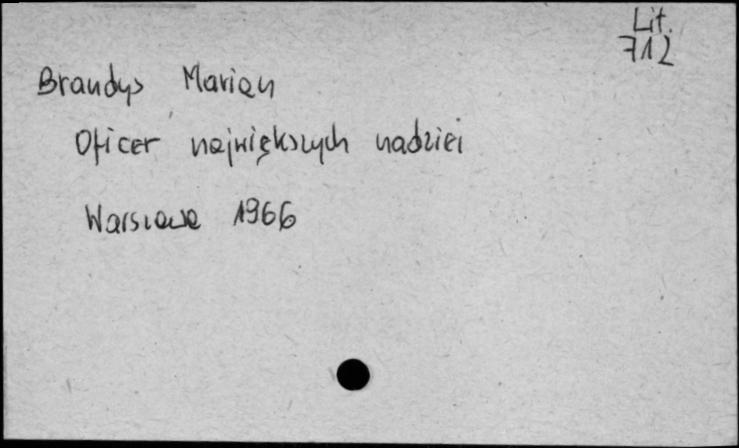 Lit.
712
Brandys Marian
Oficer największych nadziei
Warszawa 1966